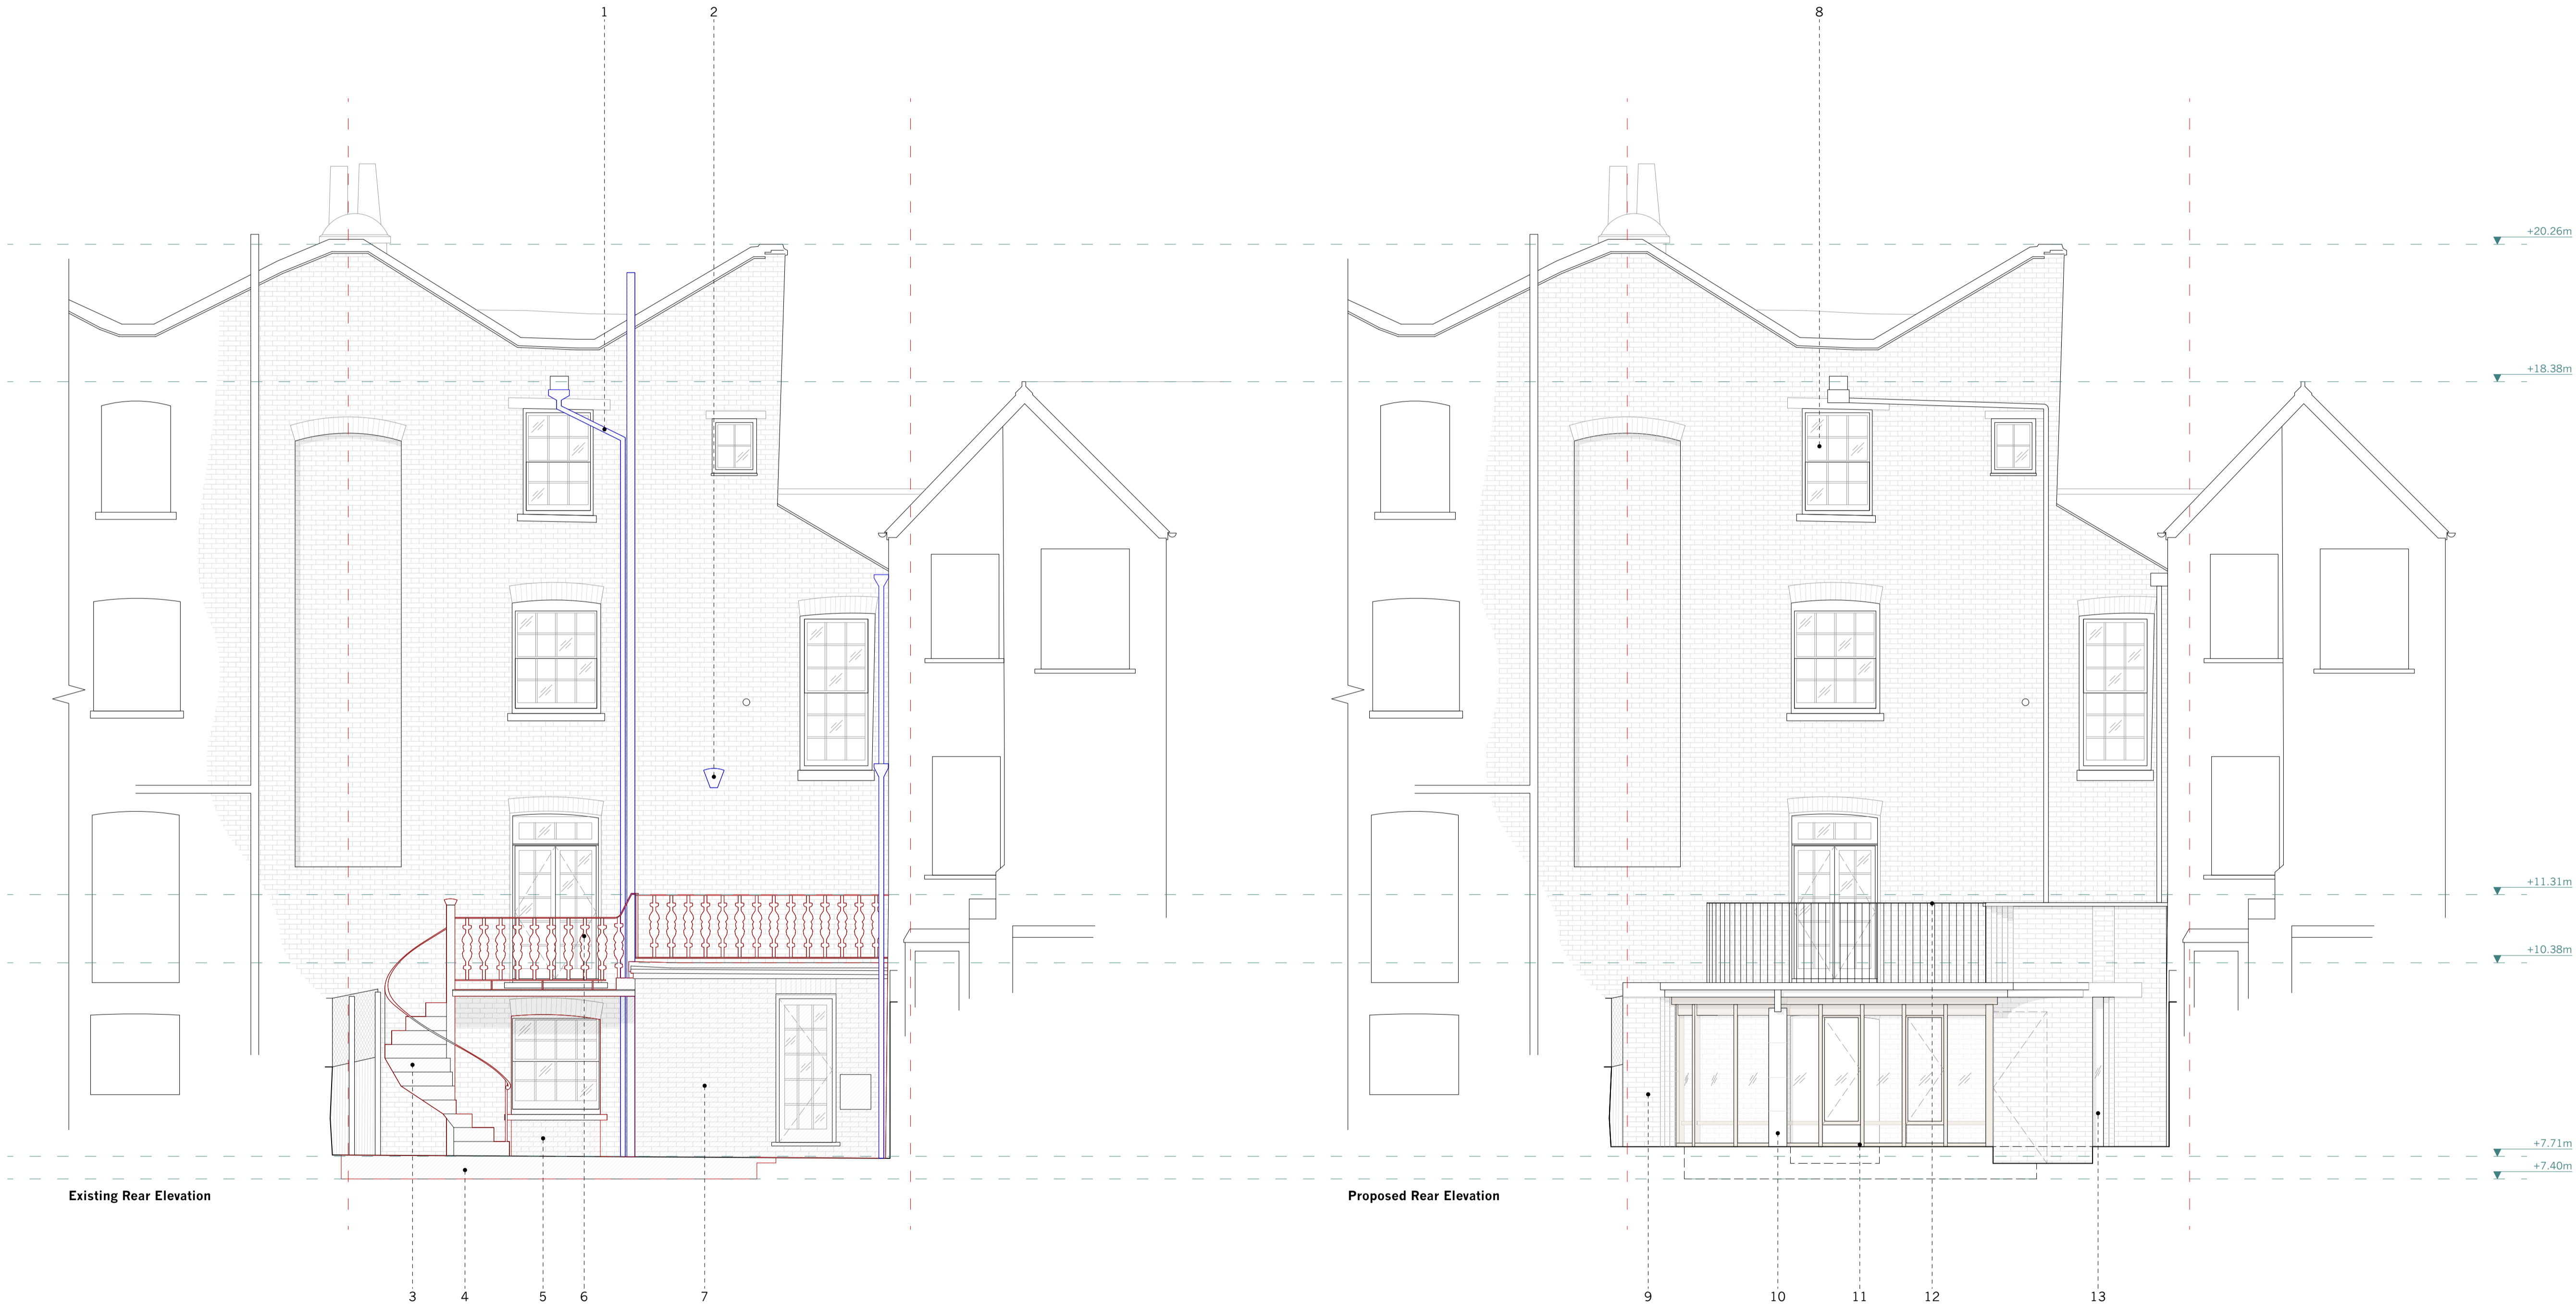 1 2 8
+20.26m
+18.38m
+11.31m
+10.38m
+7.71m
+7.40m
Existing Rear Elevation Proposed Rear Elevation
3 4 5 6 7 9 10 11 12 13